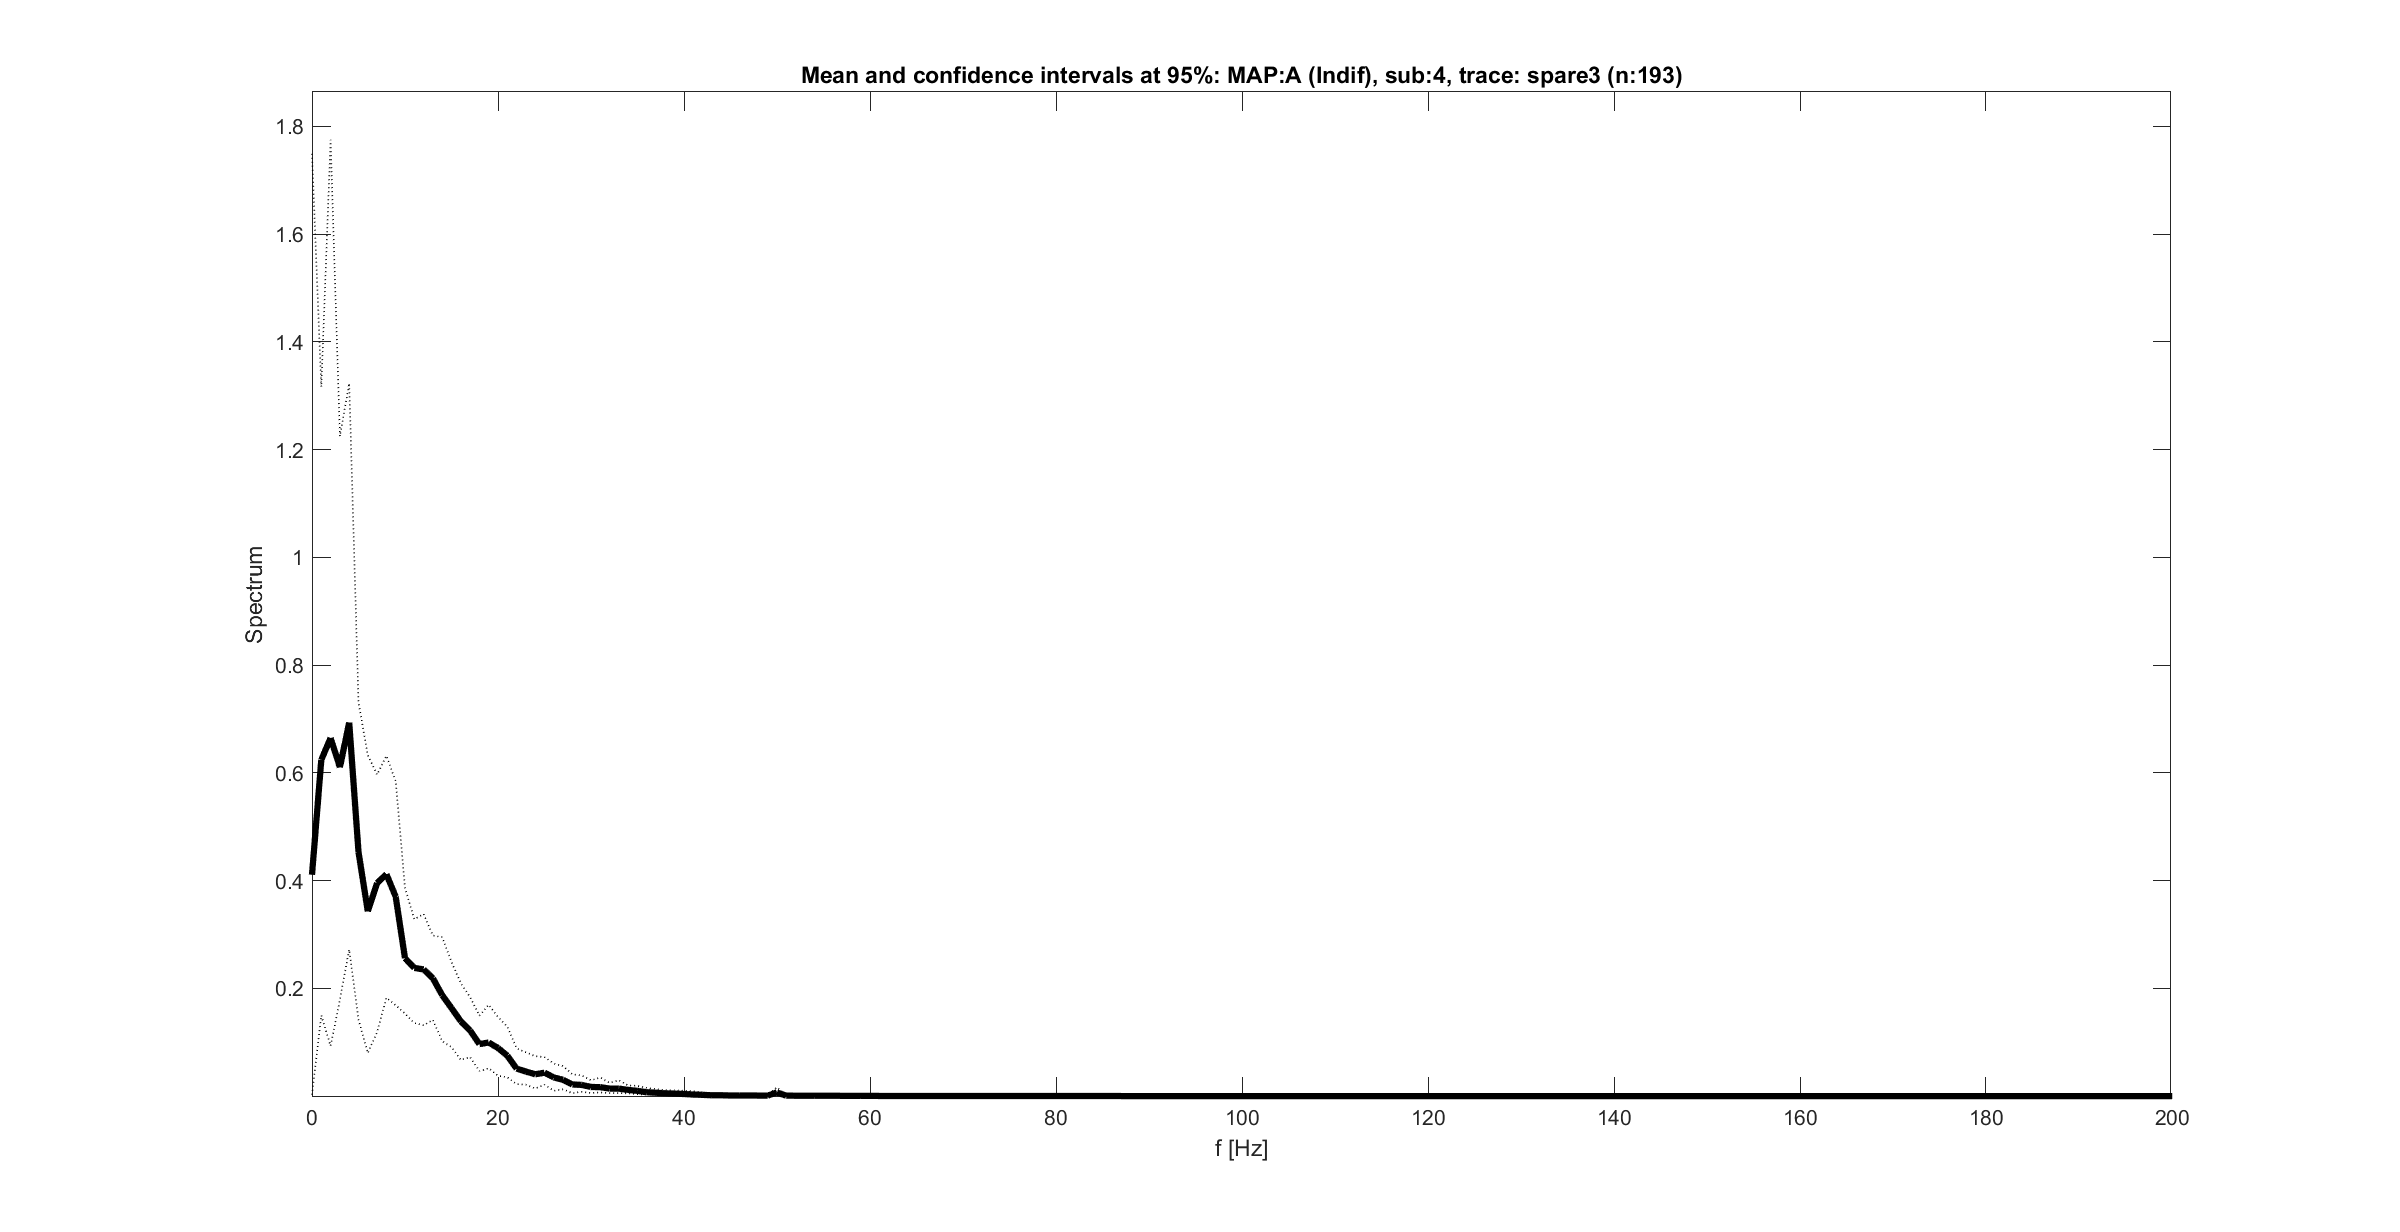 Mean and confidence intervals at 95%: MAP:A (Indif), sub:4, trace: spare3 (n:193)
1.8
1.6
1.4
1.2
1
0.8
0.6
0.4
0.2
Spectrum
0 20 40 60 80 100 120 140 160 180 200
f [Hz]